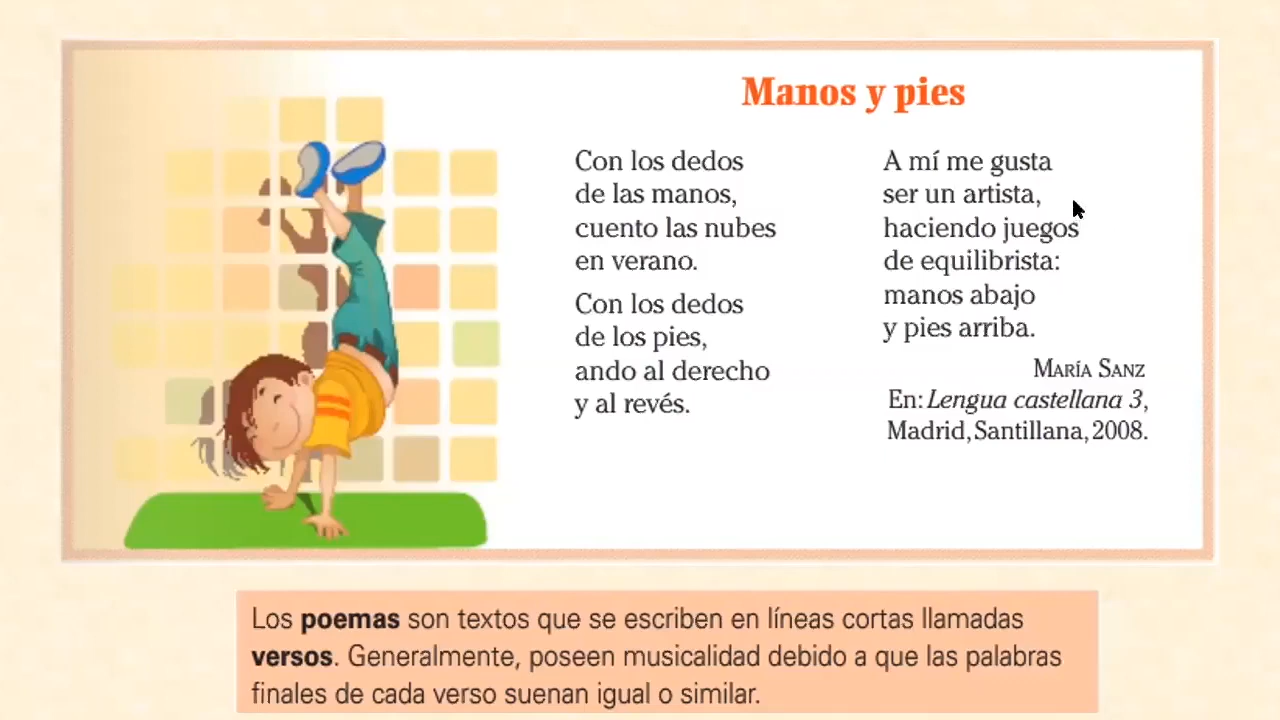 Manos y pies
Con los dedos
de las manos,
cuento las nubes
en verano.
Con los dedos
de los pies,
ando al derecho
y al revés.
A mí me gusta
ser un artista,
haciendo juegos
de equilibrista:
manos abajo
y pies arriba.
MARÍA SANZ
En: Lengua castellana 3,
Madrid, Santillana, 2008.
Los poemas son textos que se escriben en líneas cortas llamadas
versos. Generalmente, poseen musicalidad debido a que las palabras
finales de cada verso suenan igual o similar.